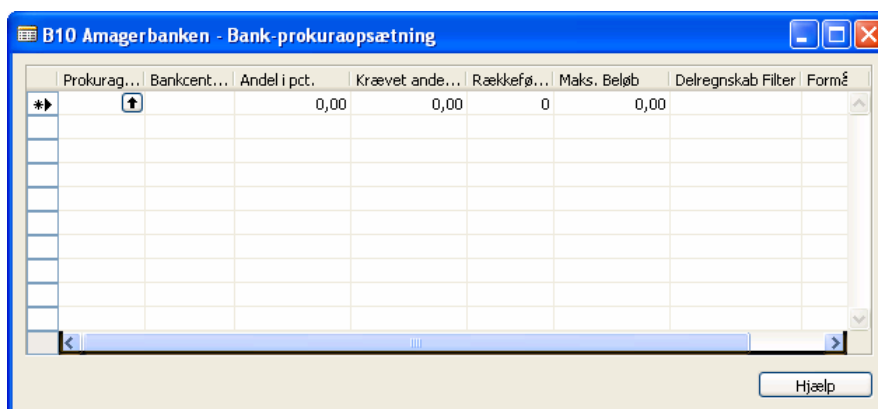 B10 Amagerbanken - Bank-prokuraopsætning
Prokurag... Bankcent... Andel i pct. Krævet ande... Rækkefø... Maks. Beløb Delregnskab Filter Formå
0,00 0,00 0 0,00
Hjælp